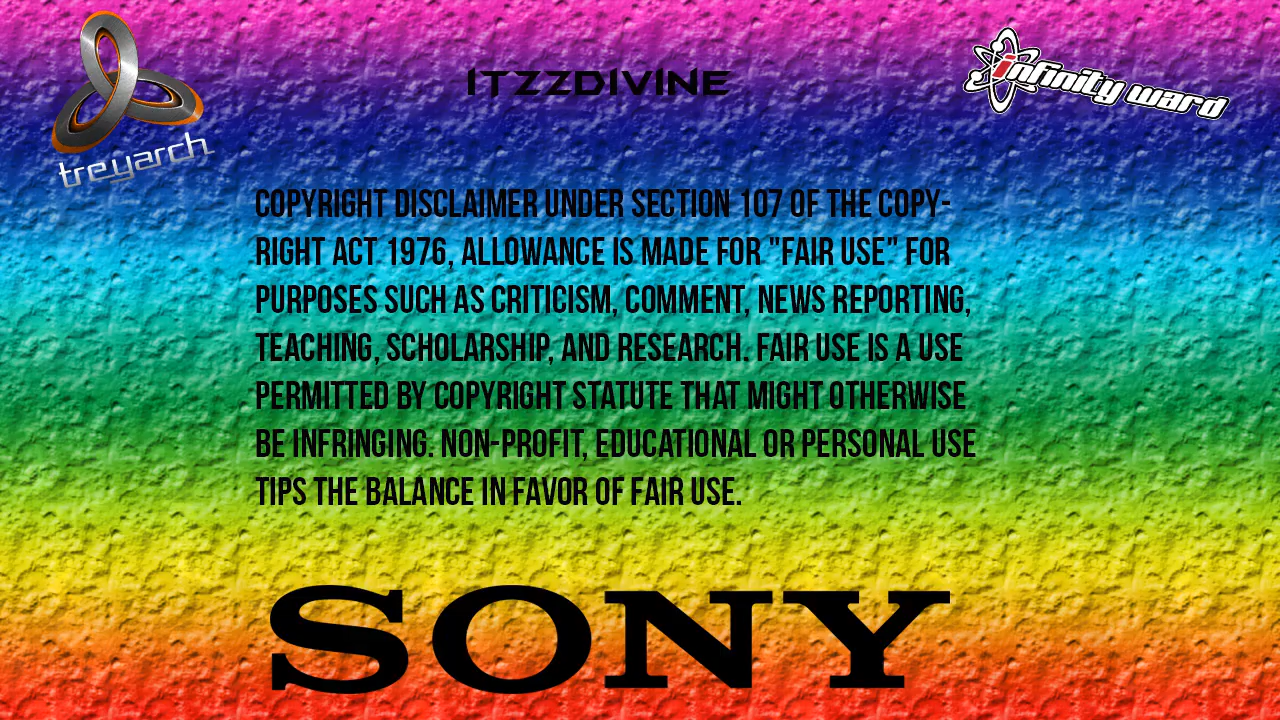 ITZZDIVINE
infinity ward
treyarch
COPYRIGHT DISCLAIMER UNDER SECTION 107 OF THE COPY-
RIGHT ACT 1976, ALLOWANCE IS MADE FOR "FAIR USE" FOR
PURPOSES SUCH AS CRITICISM, COMMENT, NEWS REPORTING,
TEACHING, SCHOLARSHIP, AND RESEARCH. FAIR USE IS A USE
PERMITTED BY COPYRIGHT STATUTE THAT MIGHT OTHERWISE
BE INFRINGING. NON-PROFIT, EDUCATIONAL OR PERSONAL USE
TIPS THE BALANCE IN FAVOR OF FAIR USE.
SONY